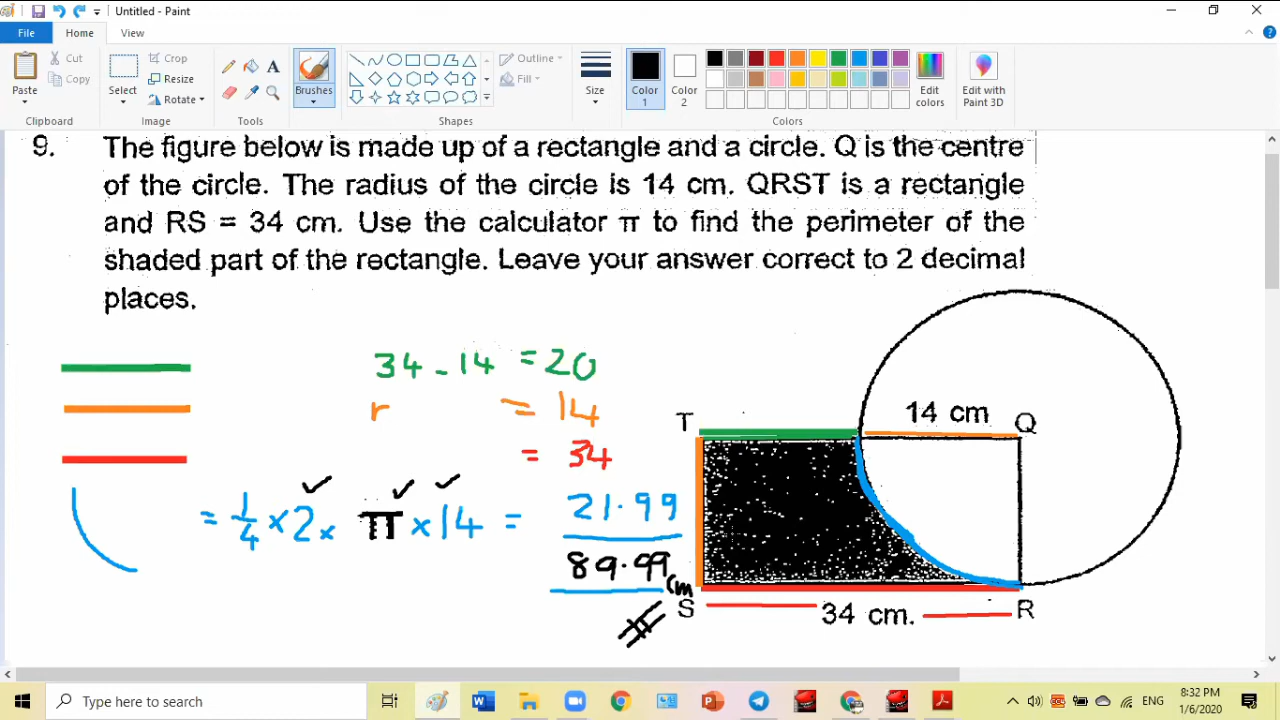 Untitled - Paint
File
Home
View
Paste
Cut
Copy
Clipboard
Select
Crop
Resize
Rotate
Image
A
Tools
Brushes
Shapes
Outline
Fill
Size
Color
1
Color
2
Edit
colors
Edit with
Paint 3D
Colors
9. The figure below is made up of a rectangle and a circle. Q is the centre
of the circle. The radius of the circle is 14 cm. QRST is a rectangle
and RS = 34 cm. Use the calculator π to find the perimeter of the
shaded part of the rectangle. Leave your answer correct to 2 decimal
places.
34 - 14 = 20
r = 14
= 34
= 1/4 × 2 × π × 14 = 21.99
89.99 cm
T
14 cm
Q
S
34 cm.
R
Type here to search
ENG
8:32 PM
1/6/2020